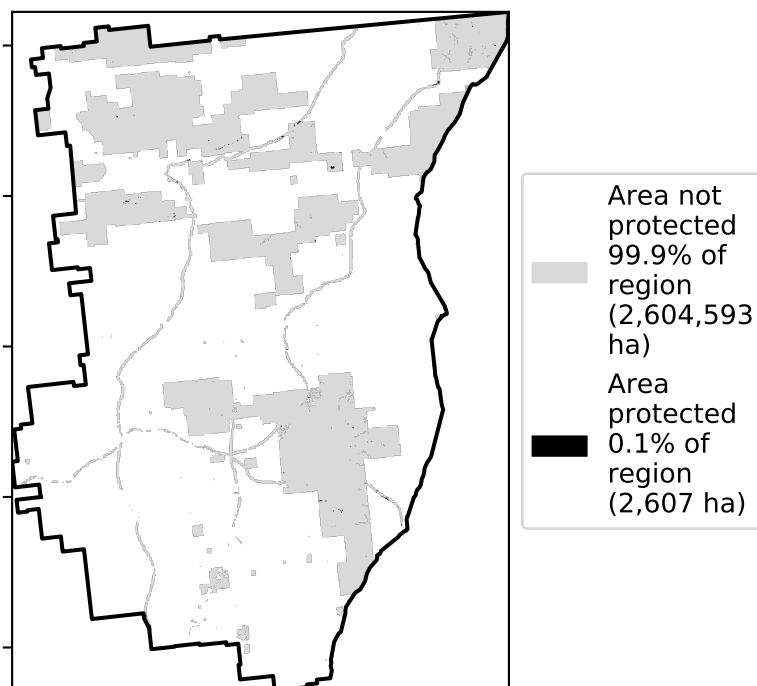 Area not
protected
99.9% of
region
(2,604,593
ha)
Area
protected
0.1% of
region
(2,607 ha)